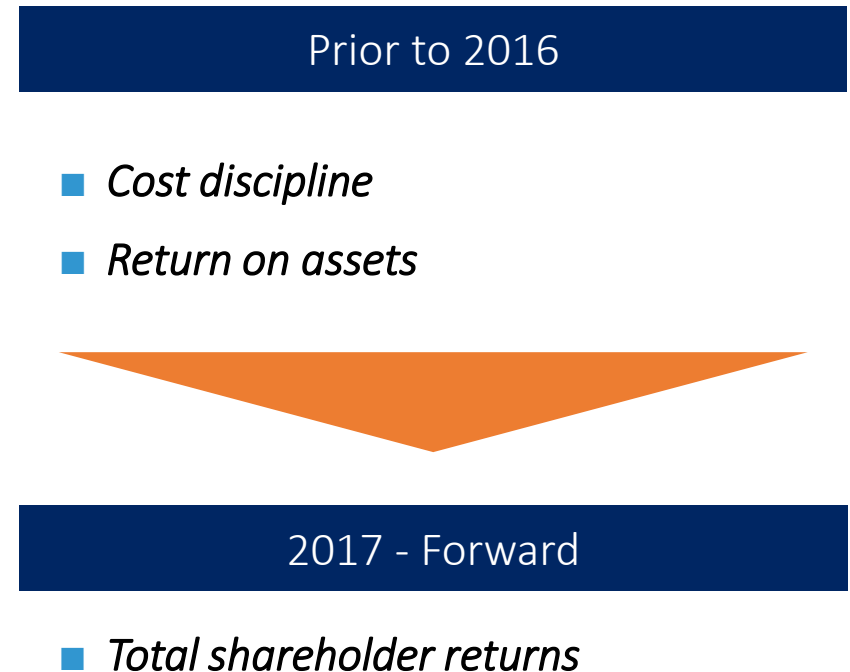 Prior to 2016
Cost discipline
Return on assets
2017 - Forward
Total shareholder returns